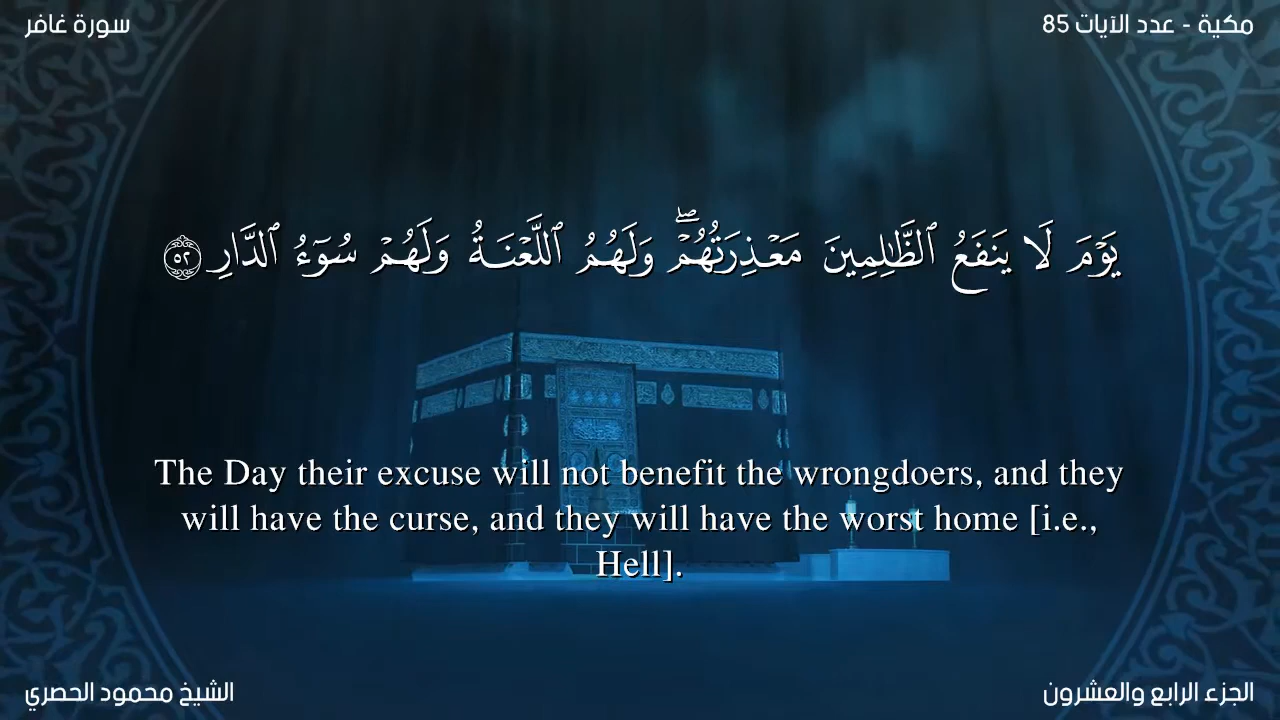 سورة غافر
مكية - عدد الآيات 85
يَوْمَ لَا يَنفَعُ ٱلظَّٰلِمِينَ مَعْذِرَتُهُمْ ۖ وَلَهُمُ ٱللَّعْنَةُ وَلَهُمْ سُوٓءُ ٱلدَّارِ ٥٢
The Day their excuse will not benefit the wrongdoers, and they
will have the curse, and they will have the worst home [i.e.,
Hell].
الشيخ محمود الحصري
الجزء الرابع والعشرون